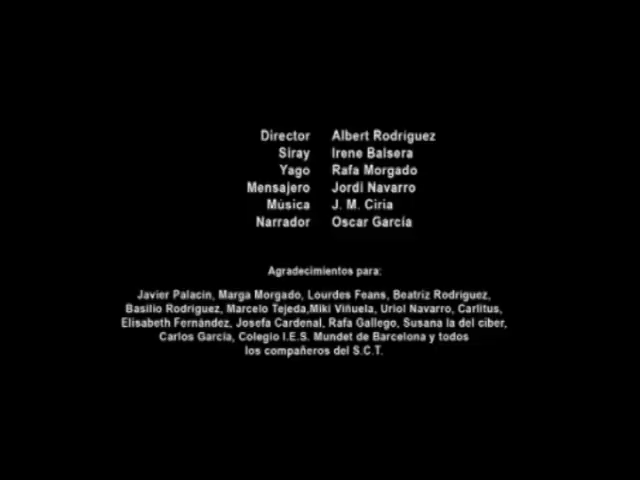 Director Albert Rodríguez
Siray Irene Balsera
Yago Rafa Morgado
Mensajero Jordi Navarro
Música J. M. Ciria
Narrador Oscar García
Agradecimientos para:
Javier Palacín, Marga Morgado, Lourdes Feans, Beatriz Rodríguez,
Basilio Rodríguez, Marcelo Tejeda,Miki Viñuela, Uriol Navarro, Carlitus,
Elisabeth Fernández, Josefa Cardenal, Rafa Gallego, Susana la del ciber,
Carlos García, Colegio I.E.S. Mundet de Barcelona y todos
los compañeros del S.C.T.